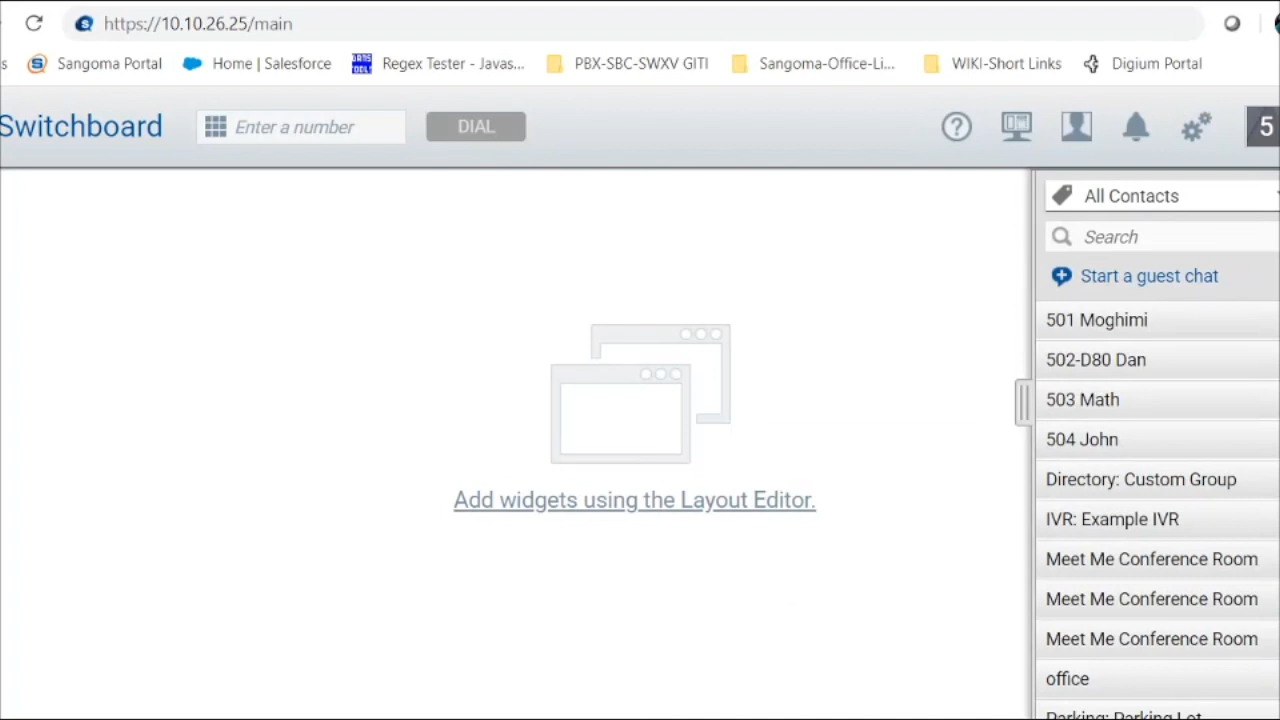 https://10.10.26.25/main
s Sangoma Portal Home | Salesforce Regex Tester - Javas... PBX-SBC-SWXV GITI Sangoma-Office-Li... WIKI-Short Links Digium Portal
Switchboard Enter a number DIAL 5
All Contacts
Search
Start a guest chat
501 Moghimi
502-D80 Dan
503 Math
504 John
Directory: Custom Group
Add widgets using the Layout Editor.
IVR: Example IVR
Meet Me Conference Room
Meet Me Conference Room
Meet Me Conference Room
office
Parking: Parking Lot